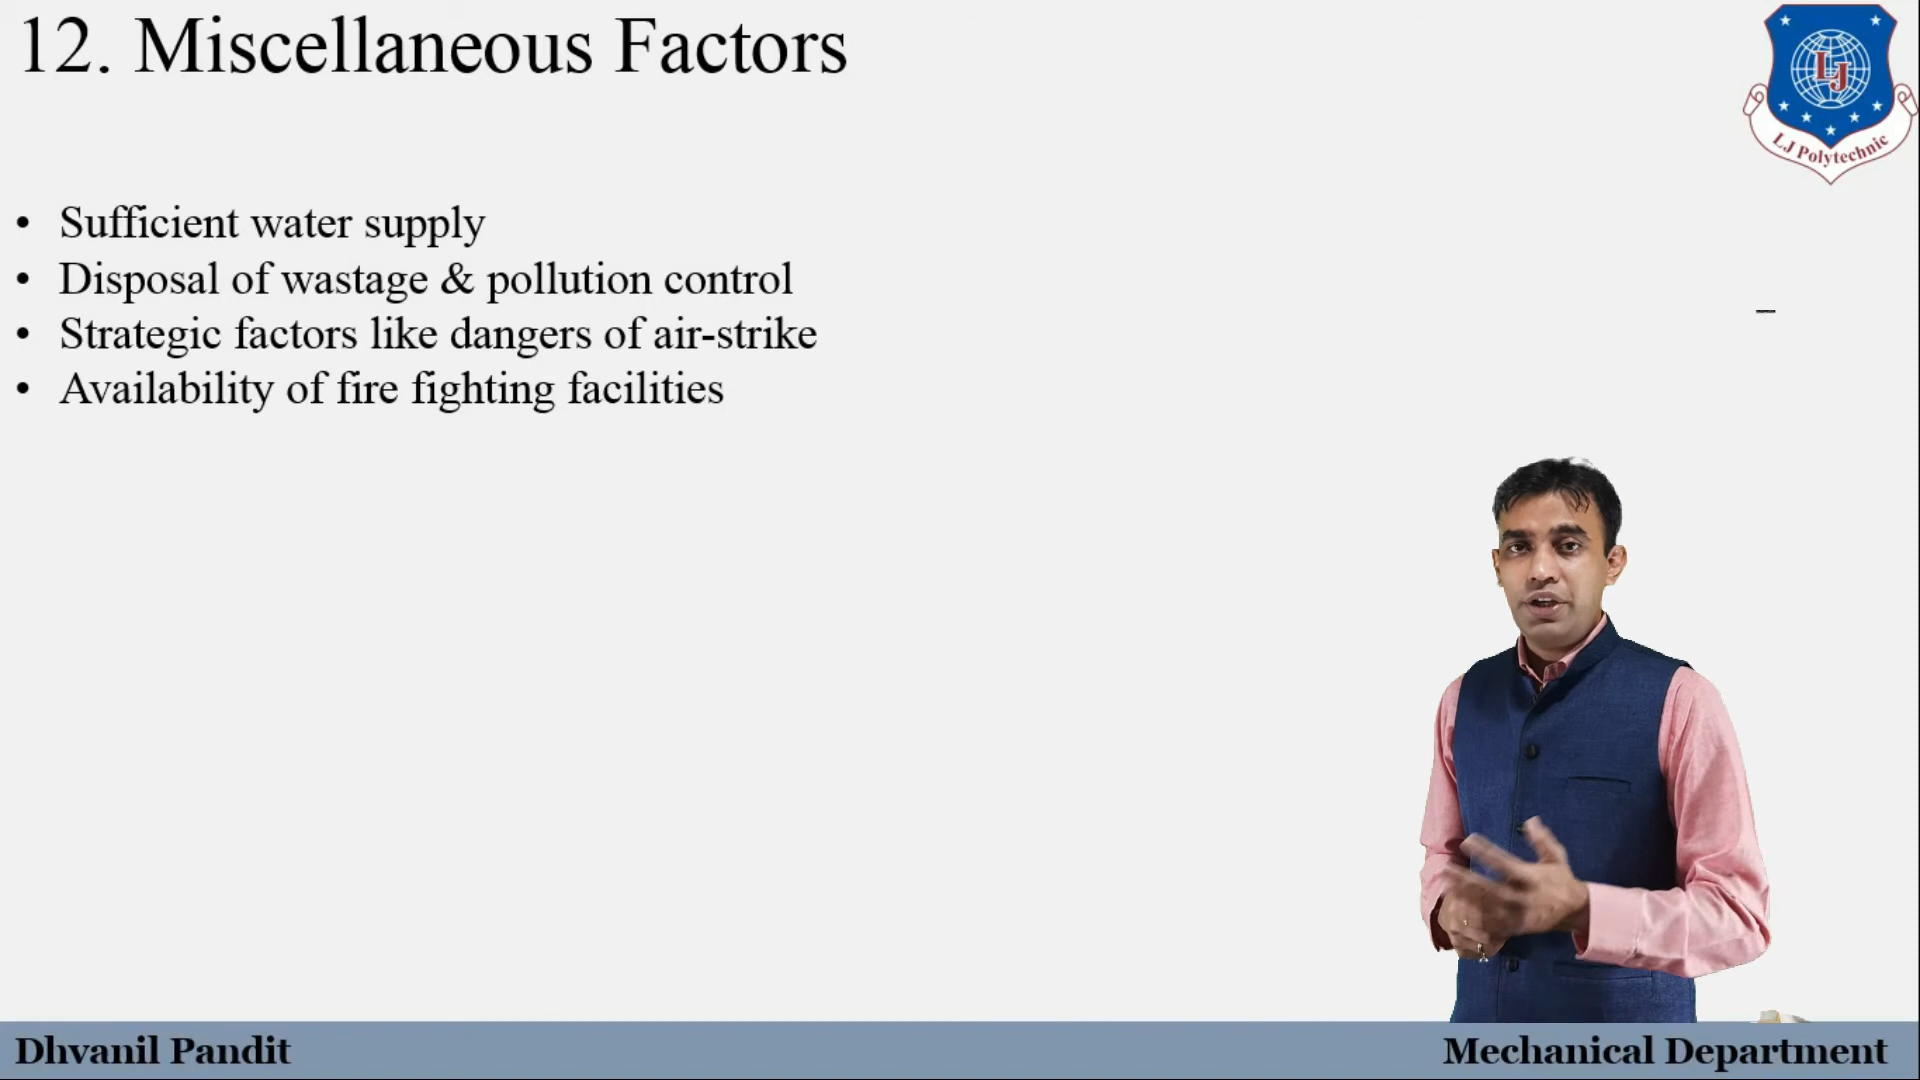 12. Miscellaneous Factors
LJ
LJ Polytechnic
• Sufficient water supply
• Disposal of wastage & pollution control
• Strategic factors like dangers of air-strike
• Availability of fire fighting facilities
Dhvanil Pandit
Mechanical Department